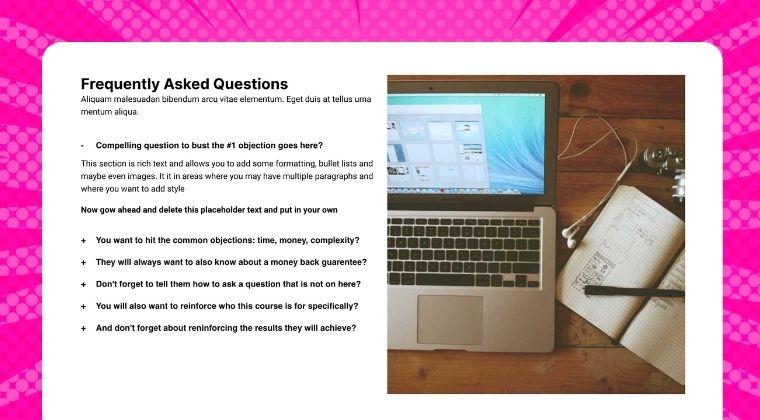 Frequently Asked Questions
Aliquam malesuadan bibendum arcu vitae elementum. Eget duis at tellus urna
mentum aliqua.
- Compelling question to bust the #1 objection goes here?
This section is rich text and allows you to add some formatting, bullet lists and
maybe even images. It it in areas where you may have multiple paragraphs and
where you want to add style
Now gow ahead and delete this placeholder text and put in your own
+ You want to hit the common objections: time, money, complexity?
+ They will always want to also know about a money back guarentee?
+ Don't forget to tell them how to ask a question that is not on here?
+ You will also want to reinforce who this course is for specifically?
+ And don't forget about reninforcing the results they will achieve?